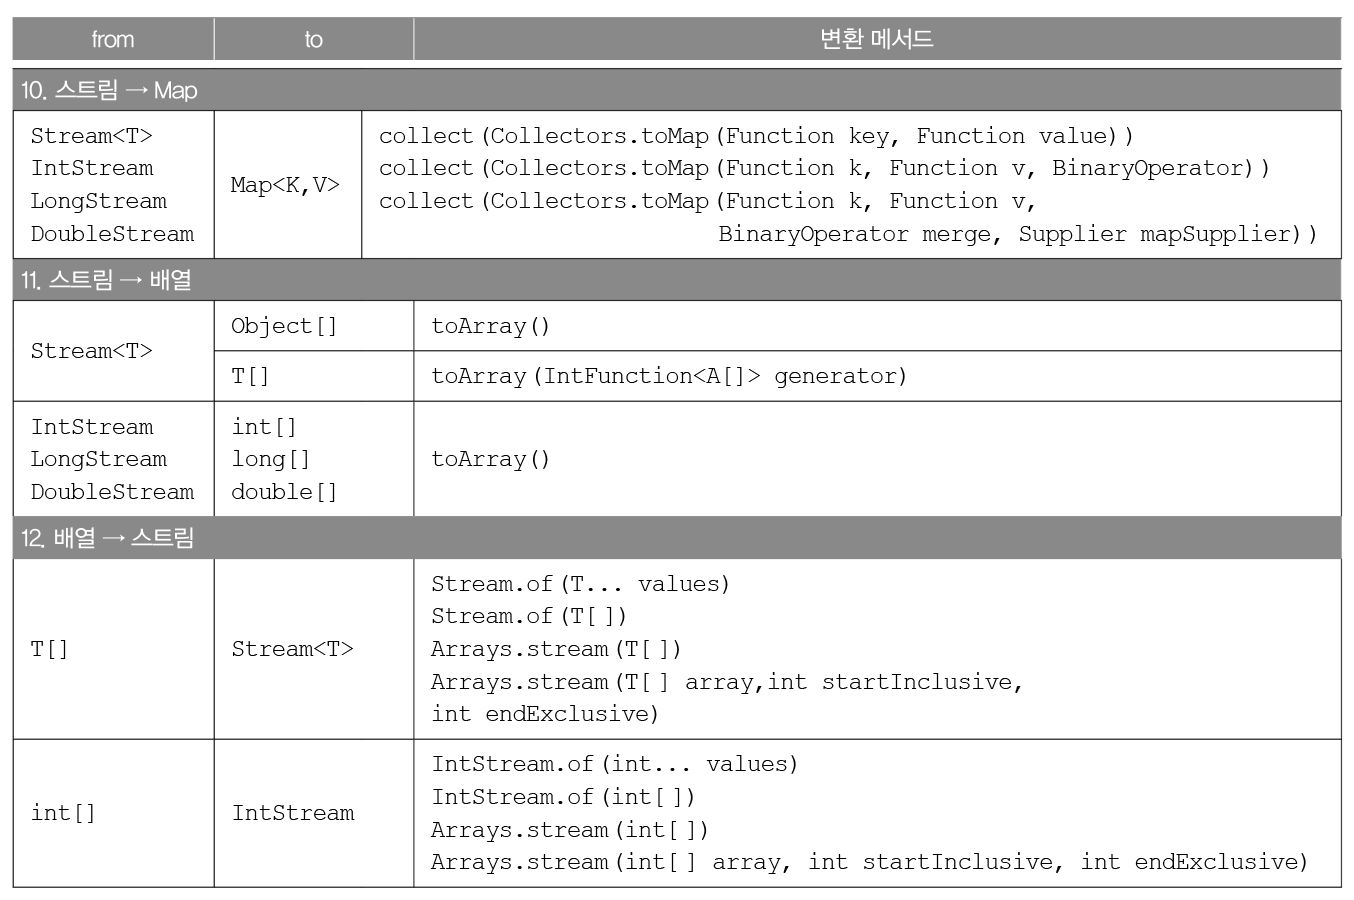 from to 변환 메서드
10. 스트림 → Map
Stream<T>
IntStream
LongStream
DoubleStream
Map<K,V>
collect(Collectors.toMap(Function key, Function value))
collect(Collectors.toMap(Function k, Function v, BinaryOperator))
collect(Collectors.toMap(Function k, Function v,
BinaryOperator merge, Supplier mapSupplier))
11. 스트림 → 배열
Stream<T>
Object[]
toArray()
T[]
toArray(IntFunction<A[]> generator)
IntStream
LongStream
DoubleStream
int[]
long[]
double[]
toArray()
12. 배열 → 스트림
T[]
Stream<T>
Stream.of(T... values)
Stream.of(T[])
Arrays.stream(T[])
Arrays.stream(T[] array,int startInclusive,
int endExclusive)
int[]
IntStream
IntStream.of(int... values)
IntStream.of(int[])
Arrays.stream(int[])
Arrays.stream(int[] array, int startInclusive, int endExclusive)